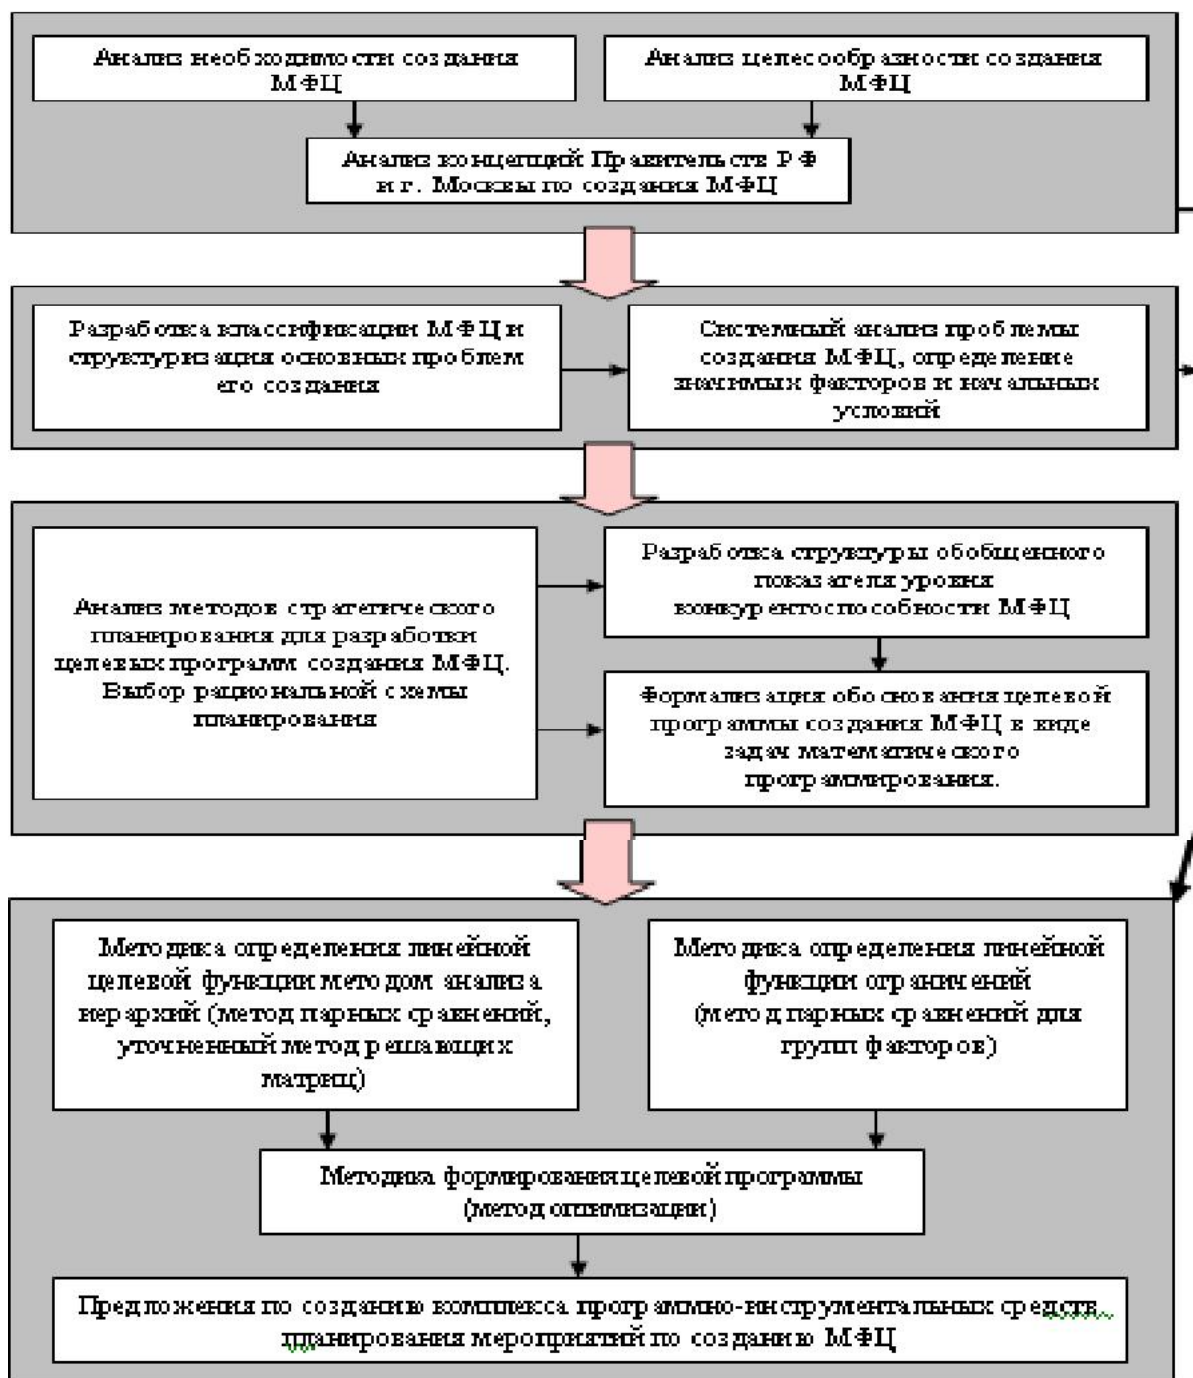 Анализ необходимости создания
МФЦ
Анализ целесообразности создания
МФЦ
Анализ концепций Правительств РФ
и г. Москвы по создания МФЦ
Разработка классификации МФЦ и
структуризация основных проблем
его создания
Системный анализ проблемы
создания МФЦ, определение
значимых факторов и начальных
условий
Анализ методов стратегического
планирования для разработки
целевых программ создания МФЦ.
Выбор рациональной схемы
планирования
Разработка структуры обобщенного
показателя уровня
конкурентоспособности МФЦ
Формализация обоснования целевой
программы создания МФЦ в виде
задач математического
программирования.
Методика определения линейной
целевой функции методом анализа
иерархий (метод парных сравнений,
уточненный метод решающих
матриц)
Методика определения линейной
функции ограничений
(метод парных сравнений для
групп факторов)
Методика формирования целевой программы
(метод оптимизации)
Предложения по созданию комплекса программно-инструментальных средств
планирования мероприятий по созданию МФЦ